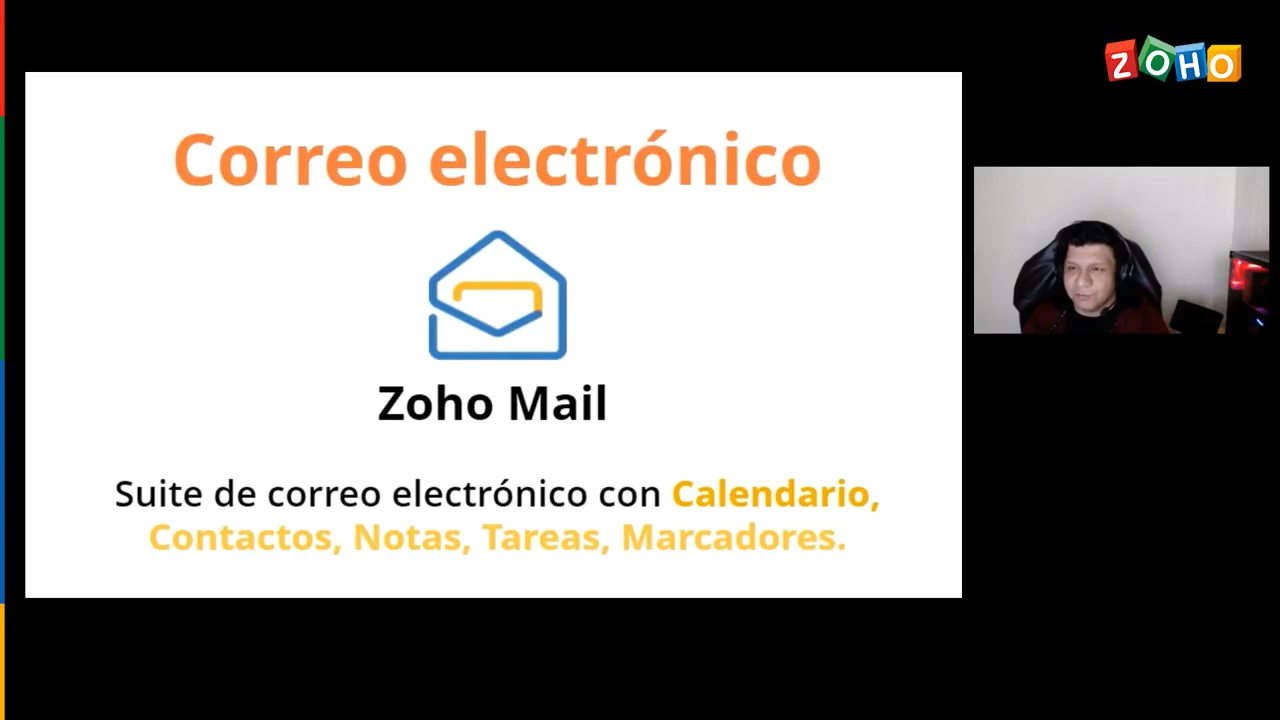 ZOHO
Correo electrónico
Zoho Mail
Suite de correo electrónico con Calendario,
Contactos, Notas, Tareas, Marcadores.